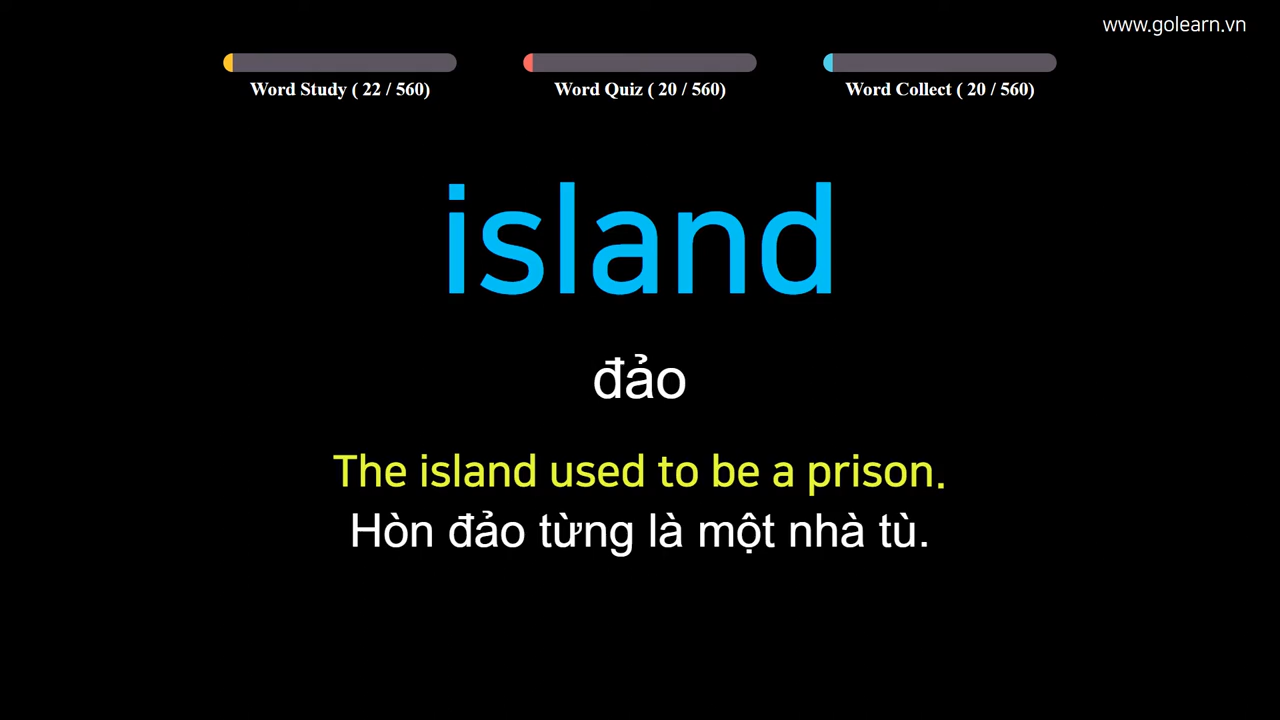 www.golearn.vn
Word Study ( 22 / 560)
Word Quiz ( 20 / 560)
Word Collect ( 20 / 560)
island
đảo
The island used to be a prison.
Hòn đảo từng là một nhà tù.